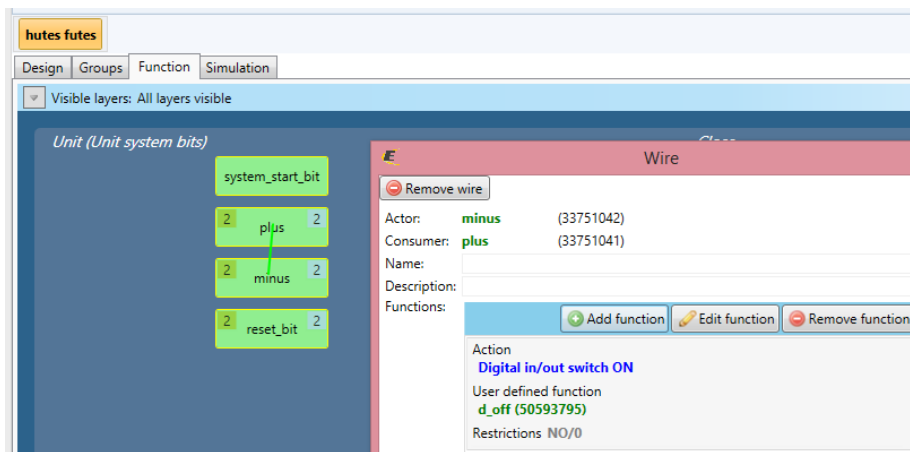 hutes futes
Design Groups Function Simulation
Visible layers: All layers visible
Unit (Unit system bits)
system_start_bit
2 plus 2
2 minus 2
2 reset_bit 2
E Wire
Remove wire
Actor: minus (33751042)
Consumer: plus (33751041)
Name:
Description:
Functions:
Add function Edit function Remove function
Action
Digital in/out switch ON
User defined function
d_off (50593795)
Restrictions NO/0